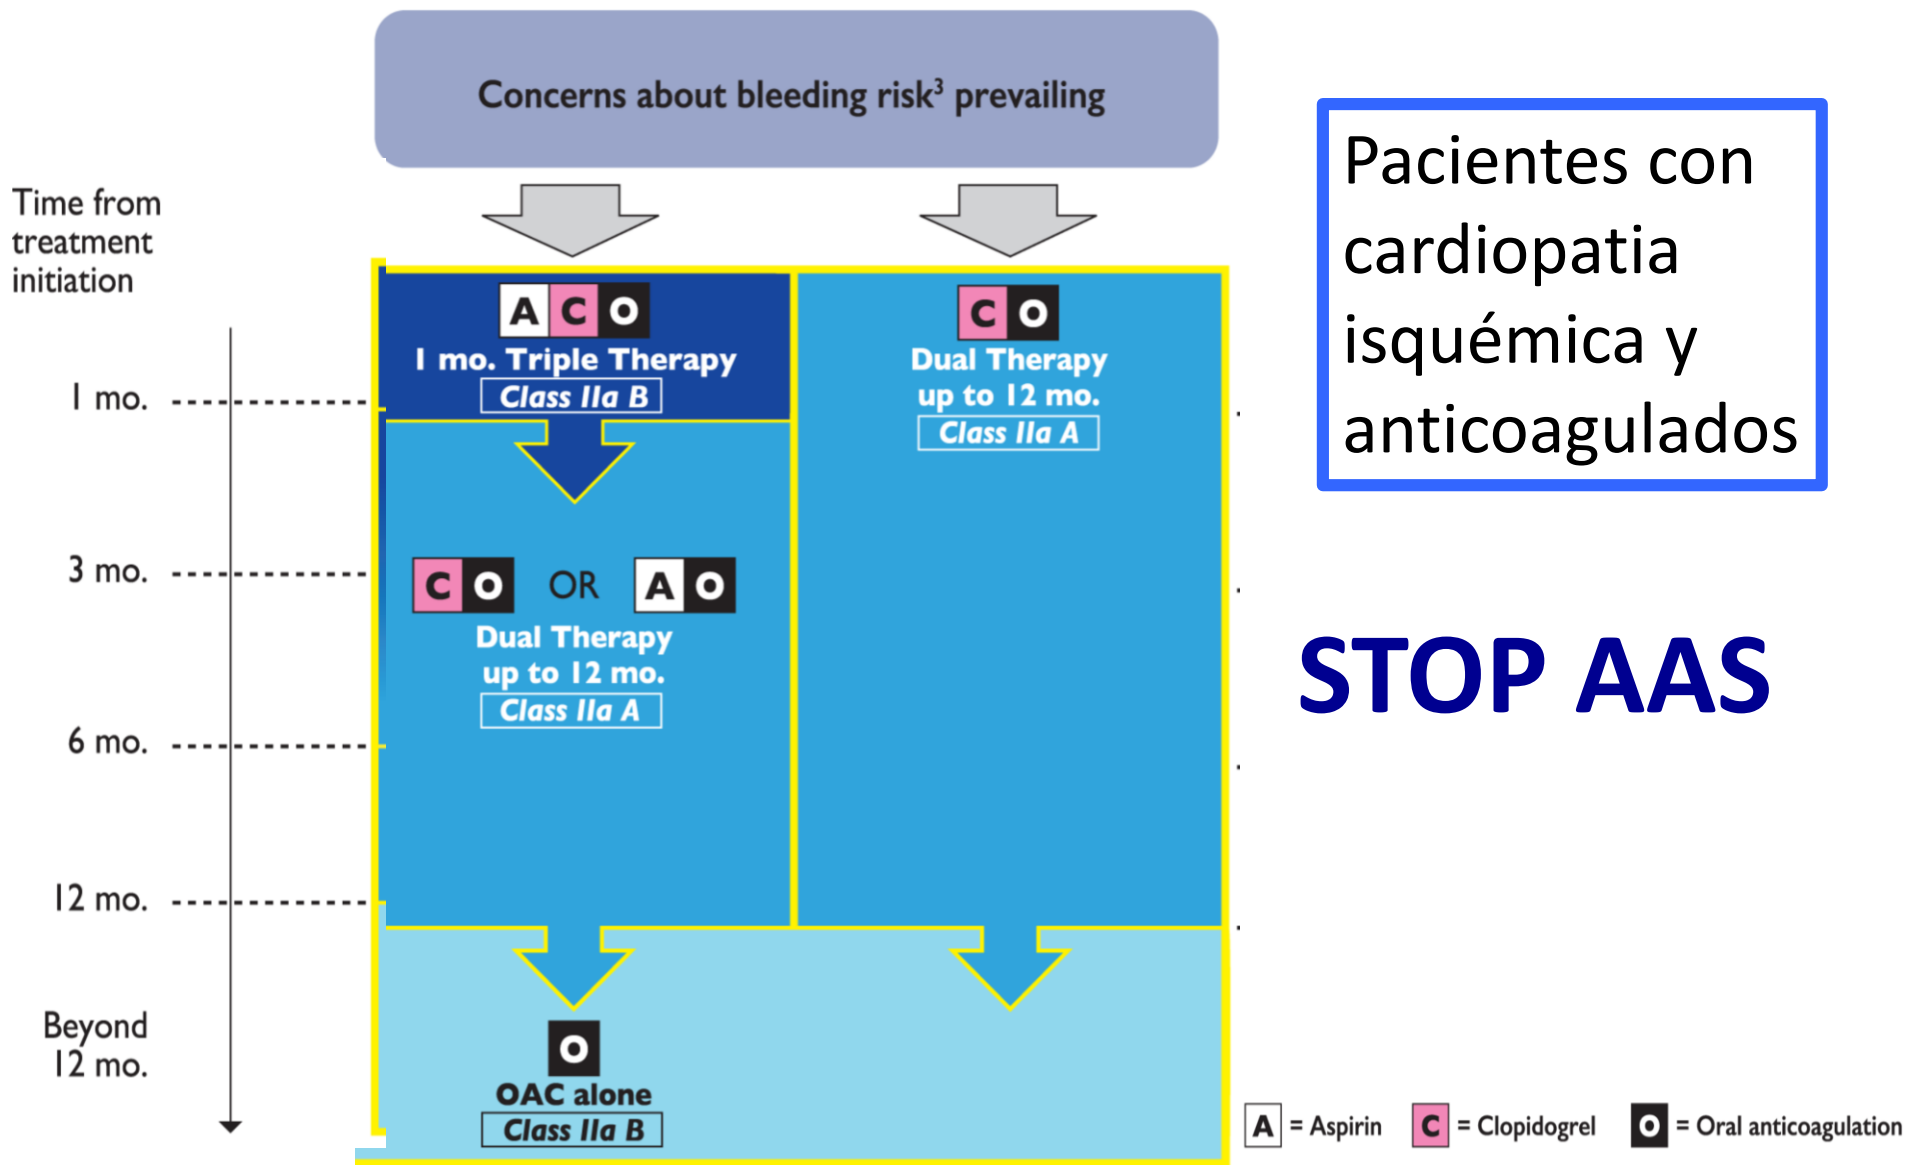 Concerns about bleeding risk³ prevailing
Time from
treatment
initiation
1 mo.
3 mo.
6 mo.
12 mo.
Beyond
12 mo.
A C O
1 mo. Triple Therapy
Class IIa B
C O OR A O
Dual Therapy
up to 12 mo.
Class IIa A
O
OAC alone
Class IIa B
C O
Dual Therapy
up to 12 mo.
Class IIa A
Pacientes con
cardiopatia
isquémica y
anticoagulados
STOP AAS
A = Aspirin C = Clopidogrel O = Oral anticoagulation